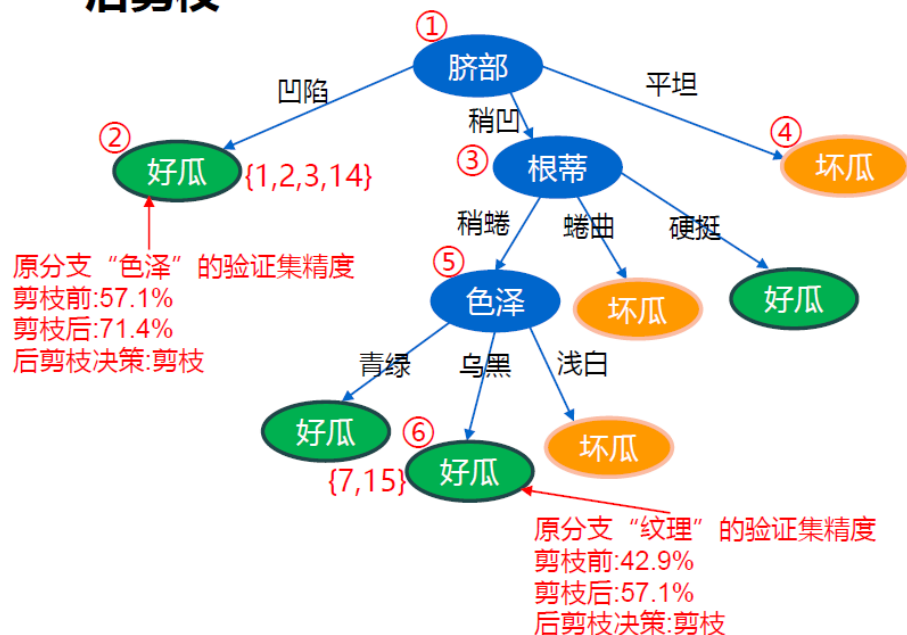 后剪枝
①
脐部
凹陷
稍凹
平坦
②
好瓜
{1,2,3,14}
③
根蒂
④
坏瓜
稍蜷
蜷曲
硬挺
原分支“色泽”的验证集精度
剪枝前:57.1%
剪枝后:71.4%
后剪枝决策:剪枝
⑤
色泽
坏瓜
好瓜
青绿
乌黑
浅白
好瓜
⑥
好瓜
坏瓜
{7,15}
原分支“纹理”的验证集精度
剪枝前:42.9%
剪枝后:57.1%
后剪枝决策:剪枝